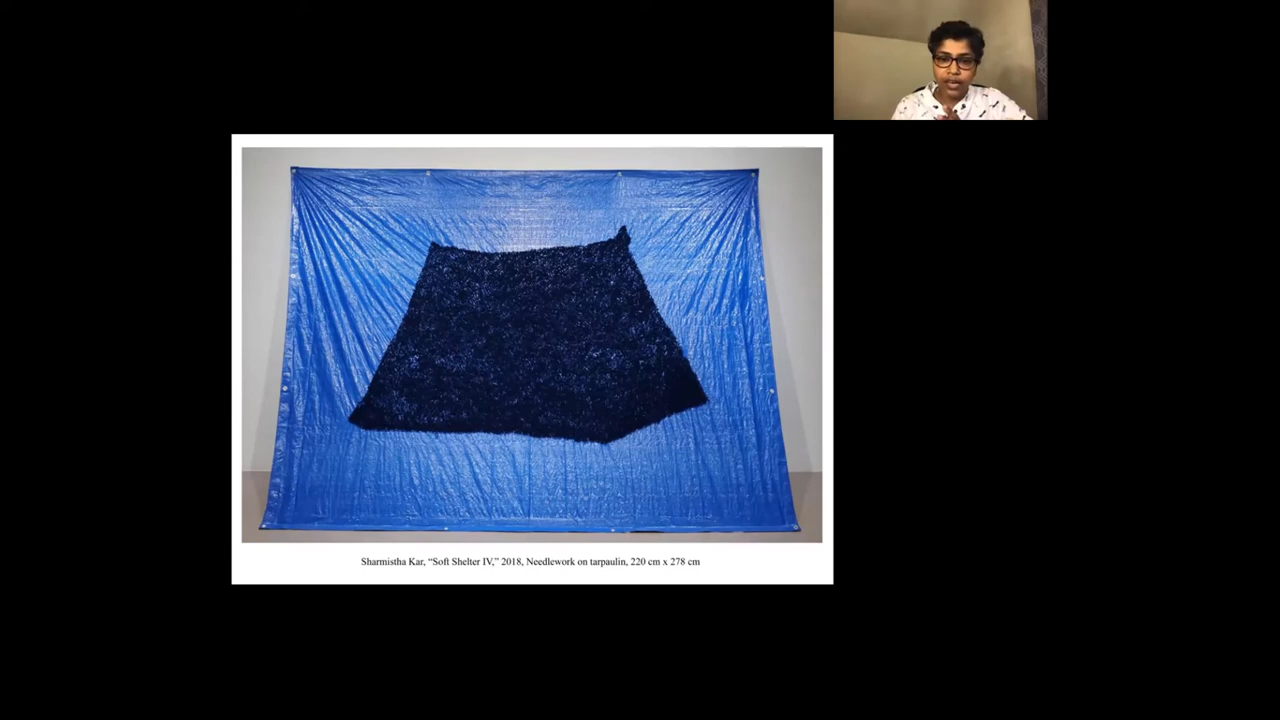 Sharmistha Kar, “Soft Shelter IV,” 2018, Needlework on tarpaulin, 220 cm x 278 cm